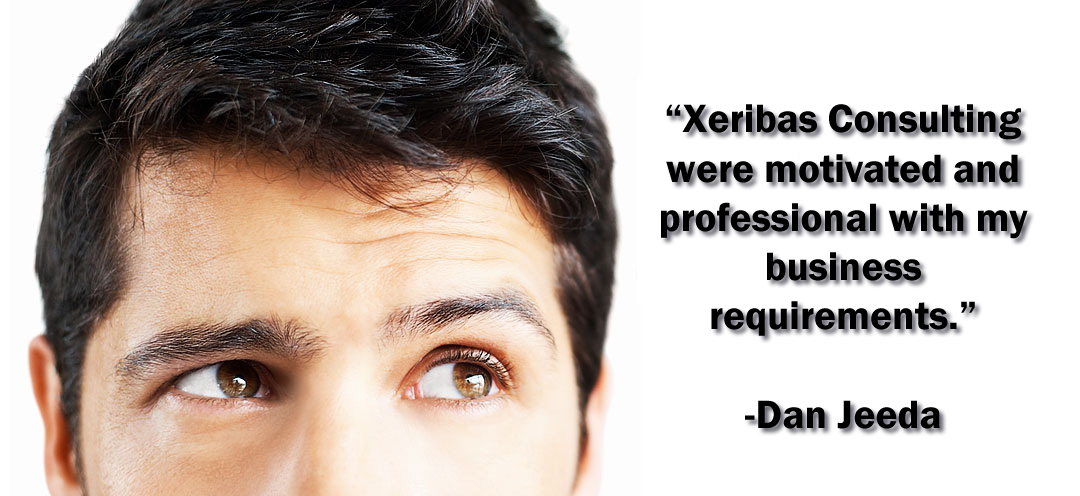 “Xeribas Consulting
were motivated and
professional with my
business
requirements.”
-Dan Jeeda